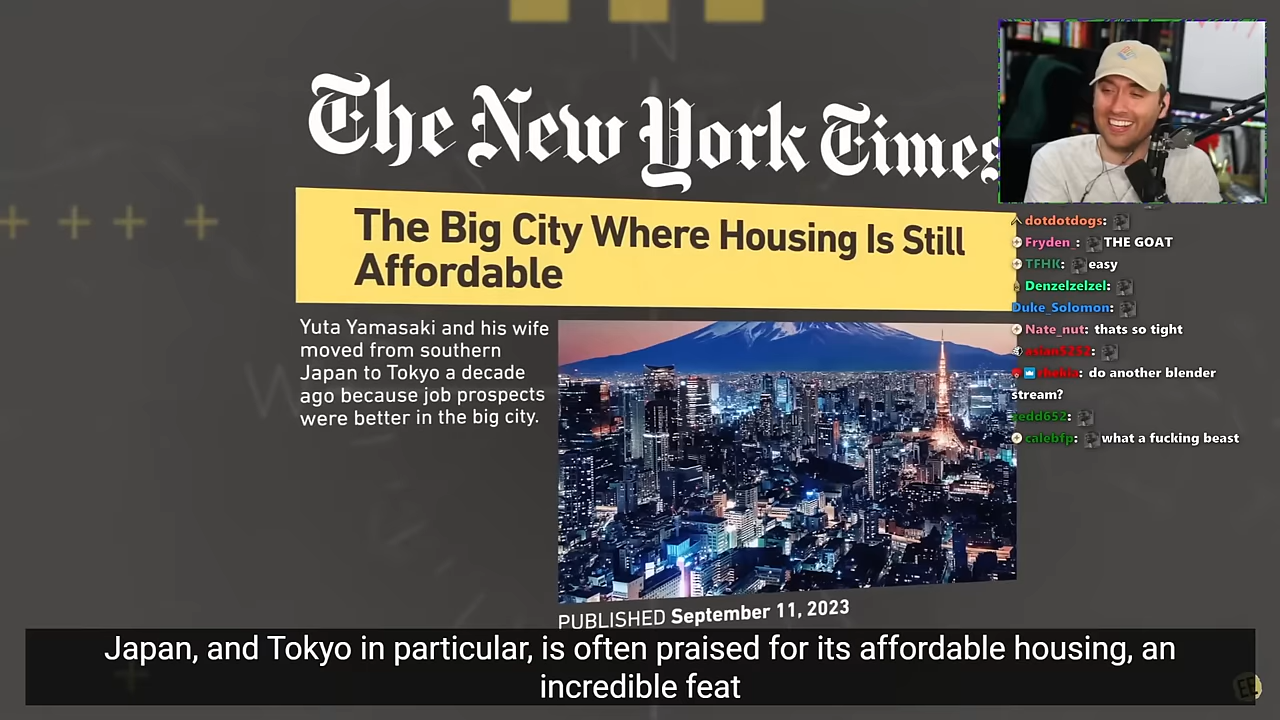 The New York Times
The Big City Where Housing Is Still
Affordable
Yuta Yamasaki and his wife
moved from southern
Japan to Tokyo a decade
ago because job prospects
were better in the big city.
PUBLISHED September 11, 2023
Japan, and Tokyo in particular, is often praised for its affordable housing, an
incredible feat
dotdotdogs:
Fryden : THE GOAT
TFHK: easy
Denzelzelzel:
Duke_Solomon:
Nate_nut: thats so tight
asian5252:
do another blender
stream?
redd652:
calebfp: what a fucking beast
N
W
EE